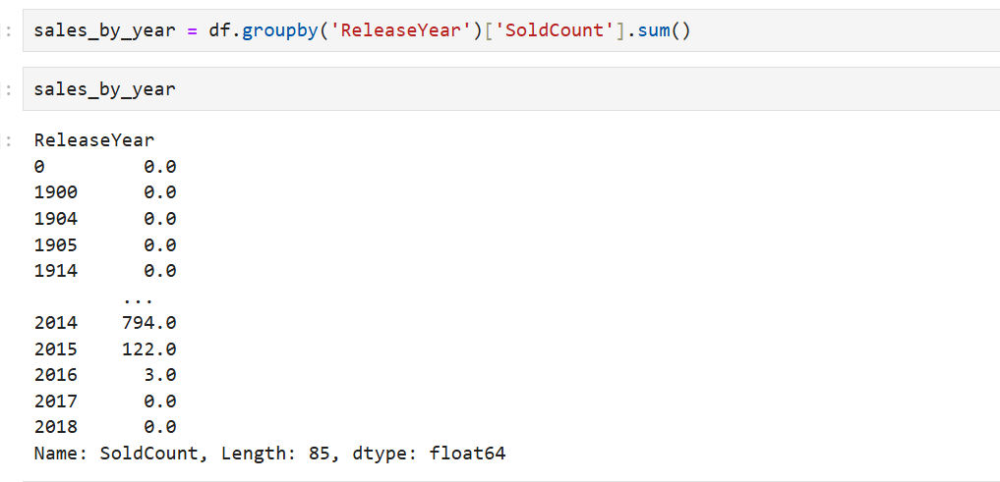 : sales_by_year = df.groupby('ReleaseYear')['SoldCount'].sum()
: sales_by_year
: ReleaseYear
0         0.0
1900      0.0
1904      0.0
1905      0.0
1914      0.0
        ...
2014    794.0
2015    122.0
2016      3.0
2017      0.0
2018      0.0
Name: SoldCount, Length: 85, dtype: float64